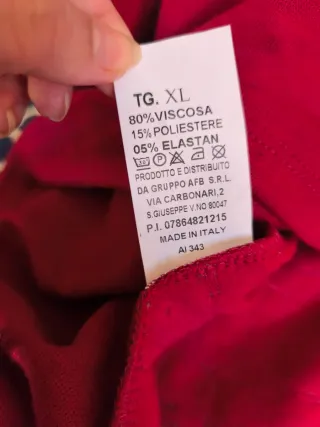 TG. XL
80%VISCOSA
15%POLIESTERE
05% ELASTAN
PRODOTTO E DISTRIBUITO
DA GRUPPO AFB S.R.L
VIA CARBONARI,2
S.GIUSEPPE V.NO 80047
P.I. 07864821215
MADE IN ITALY
AI 343